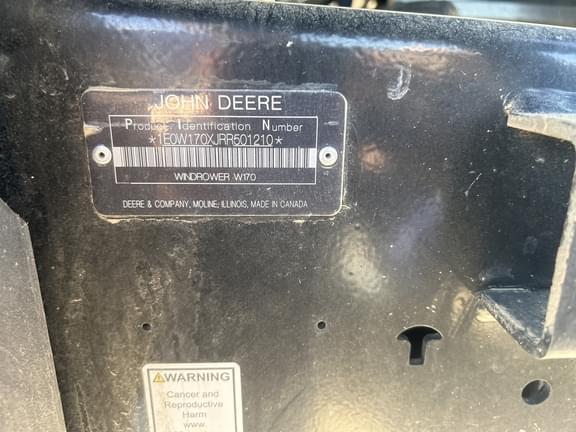 JOHN DEERE
Product Identification Number
*1E0W170XJRR501210*
WINDROWER W170
DEERE & COMPANY, MOLINE, ILLINOIS, MADE IN CANADA
⚠WARNING
Cancer and
Reproductive
Harm
www.